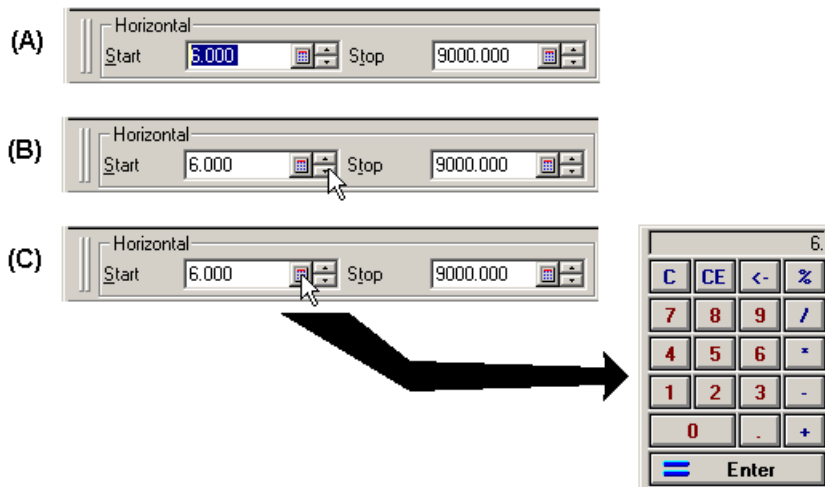 (A)
Horizontal
Start 6.000 Stop 9000.000
(B)
Horizontal
Start 6.000 Stop 9000.000
(C)
Horizontal
Start 6.000 Stop 9000.000
6.
C CE <- %
7 8 9 /
4 5 6 *
1 2 3 -
0 . +
= Enter